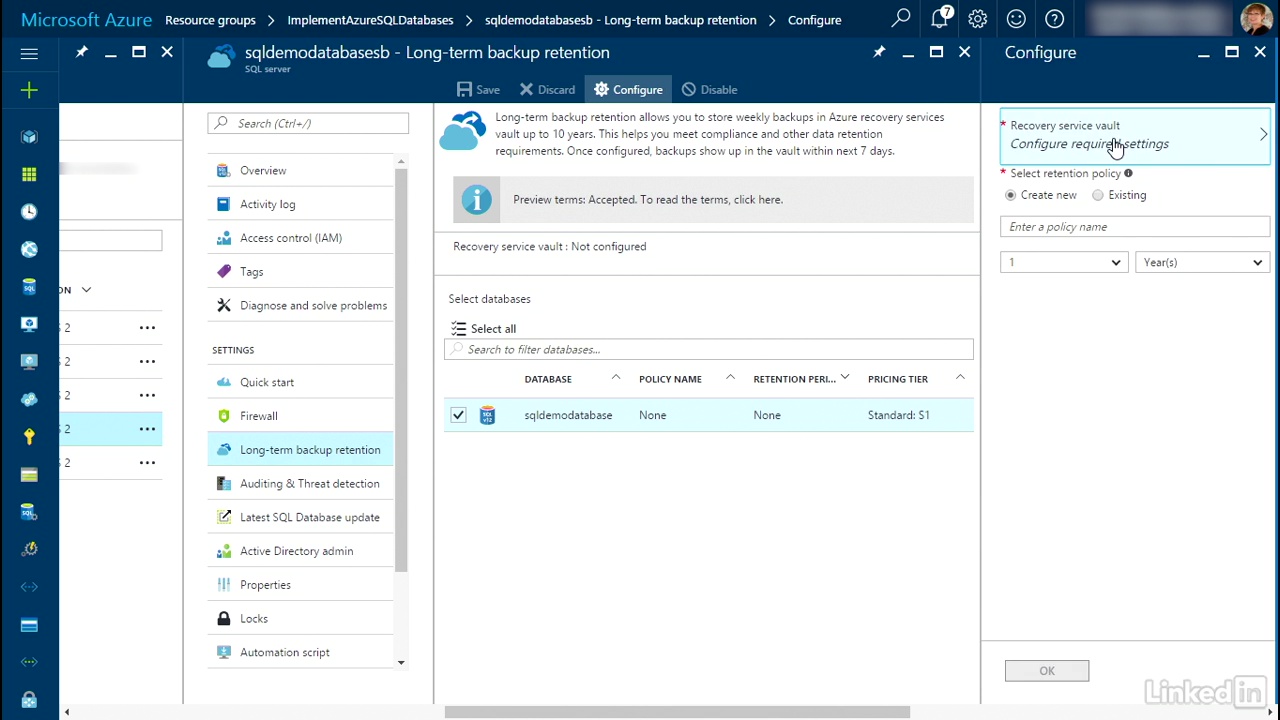 Microsoft Azure Resource groups > ImplementAzureSQLDatabases > sqldemodatabasesb - Long-term backup retention > Configure
7
sqldemodatabasesb - Long-term backup retention
SQL server
Save Discard Configure Disable
Search (Ctrl+/)
Overview
Activity log
Access control (IAM)
Tags
Diagnose and solve problems
SETTINGS
Quick start
Firewall
Long-term backup retention
Auditing & Threat detection
Latest SQL Database update
Active Directory admin
Properties
Locks
Automation script
ON
2
2
2
2
2
Long-term backup retention allows you to store weekly backups in Azure recovery services
vault up to 10 years. This helps you meet compliance and other data retention
requirements. Once configured, backups show up in the vault within next 7 days.
Preview terms: Accepted. To read the terms, click here.
Recovery service vault : Not configured
Select databases
Select all
Search to filter databases...
DATABASE POLICY NAME RETENTION PERI... PRICING TIER
sqldemodatabase None None Standard: S1
Configure
* Recovery service vault
Configure required settings
* Select retention policy
Create new Existing
Enter a policy name
1 Year(s)
OK
LinkedIn